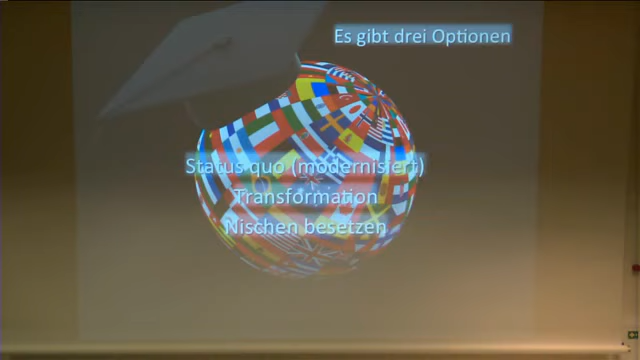 Es gibt drei Optionen
Status quo (modernisiert)
Transformation
Nischen besetzen